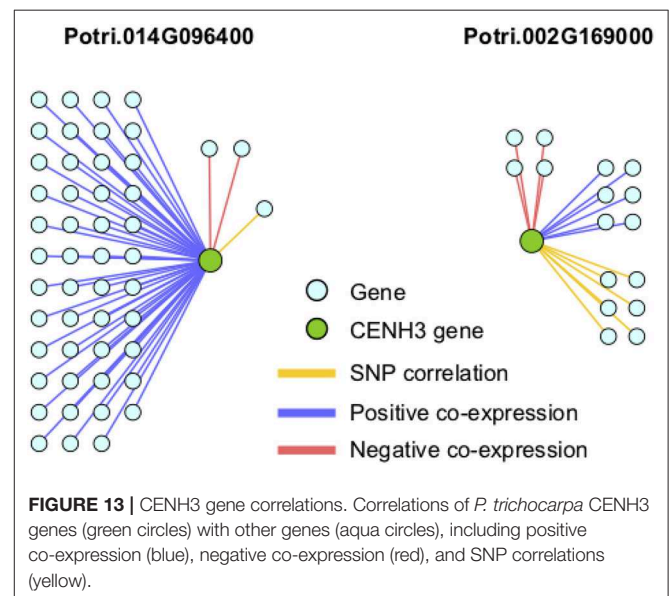 Potri.014G096400
Potri.002G169000
Gene
CENH3 gene
SNP correlation
Positive co-expression
Negative co-expression
FIGURE 13 | CENH3 gene correlations. Correlations of P. trichocarpa CENH3
genes (green circles) with other genes (aqua circles), including positive
co-expression (blue), negative co-expression (red), and SNP correlations
(yellow).